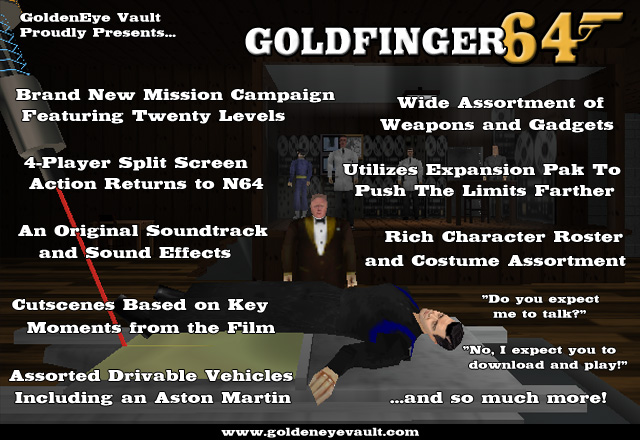 GoldenEye Vault
Proudly Presents...
GOLDFINGER 64
Brand New Mission Campaign
Featuring Twenty Levels
Wide Assortment of
Weapons and Gadgets
4-Player Split Screen
Action Returns to N64
Utilizes Expansion Pak To
Push The Limits Farther
An Original Soundtrack
and Sound Effects
Rich Character Roster
and Costume Assortment
Cutscenes Based on Key
Moments from the Film
"Do you expect
me to talk?"
"No, I expect you to
download and play!"
Assorted Drivable Vehicles
Including an Aston Martin
...and so much more!
www.goldeneyevault.com